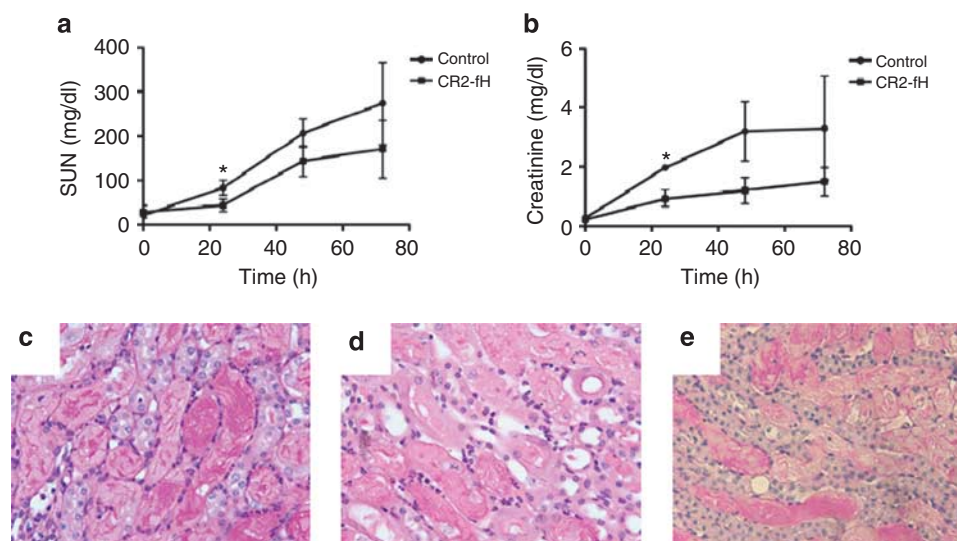 a
400
300
200
100
0
SUN (mg/dl)
*
0 20 40 60 80
Time (h)
Control
CR2-fH
b
6
4
2
0
Creatinine (mg/dl)
*
0 20 40 60 80
Time (h)
Control
CR2-fH
c
d
e